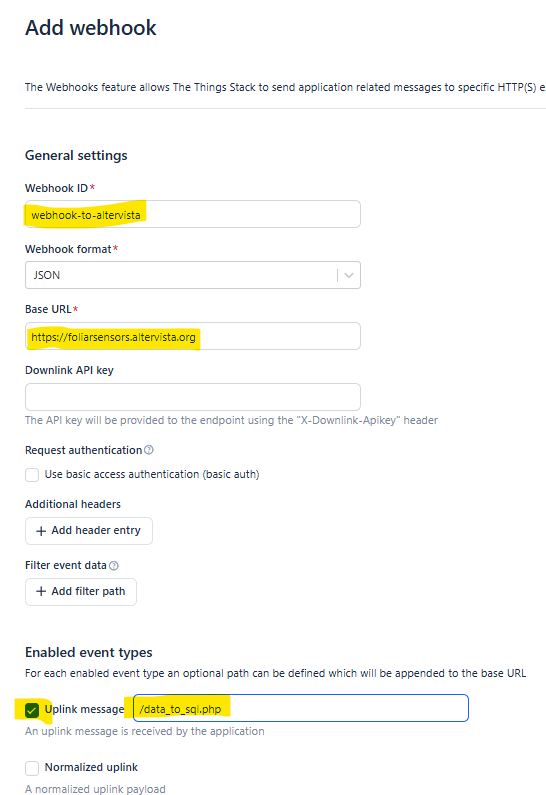 Add webhook
The Webhooks feature allows The Things Stack to send application related messages to specific HTTP(S) e
General settings
Webhook ID*
webhook-to-altervista
Webhook format*
JSON
Base URL*
https://foliarsensors.altervista.org
Downlink API key
The API key will be provided to the endpoint using the "X-Downlink-Apikey" header
Request authentication
Use basic access authentication (basic auth)
Additional headers
+ Add header entry
Filter event data
+ Add filter path
Enabled event types
For each enabled event type an optional path can be defined which will be appended to the base URL
Uplink message /data_to_sql.php
An uplink message is received by the application
Normalized uplink
A normalized uplink payload